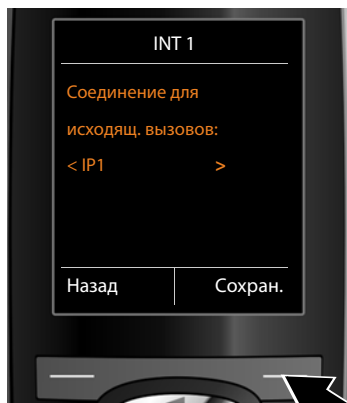 INT 1
Соединение для
исходящ. вызовов:
< IP1 >
Назад Сохран.